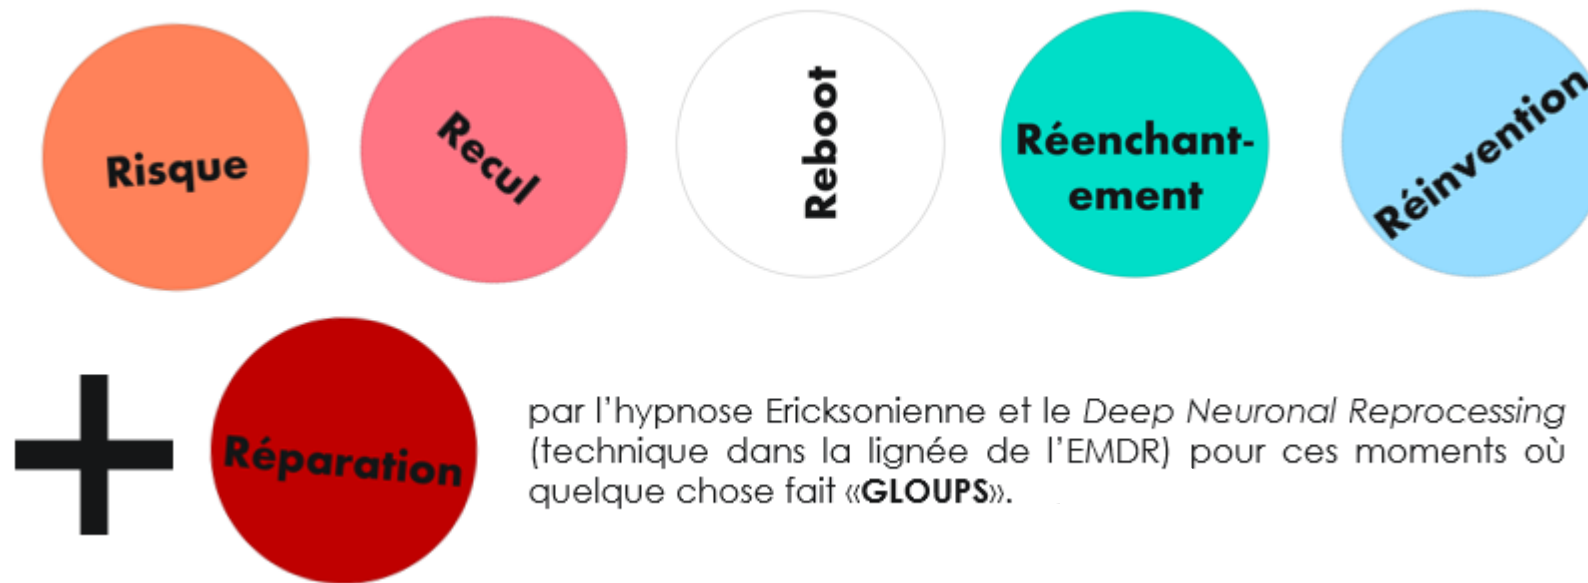 Risque
Recul
Reboot
Réenchant-
ement
Réinvention
Réparation
par l'hypnose Ericksonienne et le Deep Neuronal Reprocessing
(technique dans la lignée de l'EMDR) pour ces moments où
quelque chose fait «GLOUPS».